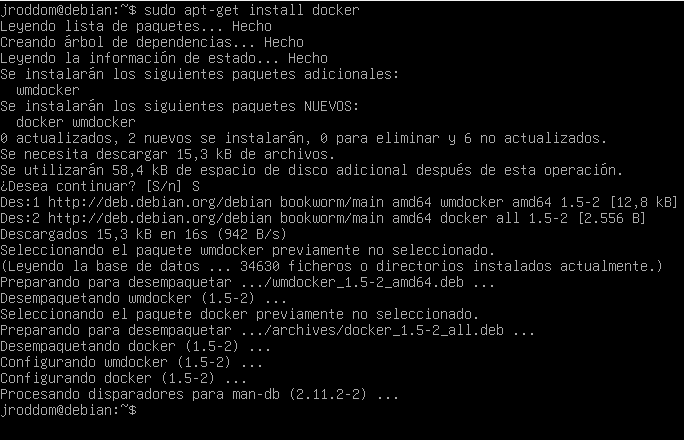 jroddom@debian:~$ sudo apt-get install docker
Leyendo lista de paquetes... Hecho
Creando árbol de dependencias... Hecho
Leyendo la información de estado... Hecho
Se instalarán los siguientes paquetes adicionales:
  wmdocker
Se instalarán los siguientes paquetes NUEVOS:
  docker wmdocker
0 actualizados, 2 nuevos se instalarán, 0 para eliminar y 6 no actualizados.
Se necesita descargar 15,3 kB de archivos.
Se utilizarán 58,4 kB de espacio de disco adicional después de esta operación.
¿Desea continuar? [S/n] S
Des:1 http://deb.debian.org/debian bookworm/main amd64 wmdocker amd64 1.5-2 [12,8 kB]
Des:2 http://deb.debian.org/debian bookworm/main amd64 docker all 1.5-2 [2.556 B]
Descargados 15,3 kB en 16s (942 B/s)
Seleccionando el paquete wmdocker previamente no seleccionado.
(Leyendo la base de datos ... 34630 ficheros o directorios instalados actualmente.)
Preparando para desempaquetar .../wmdocker_1.5-2_amd64.deb ...
Desempaquetando wmdocker (1.5-2) ...
Seleccionando el paquete docker previamente no seleccionado.
Preparando para desempaquetar .../archives/docker_1.5-2_all.deb ...
Desempaquetando docker (1.5-2) ...
Configurando wmdocker (1.5-2) ...
Configurando docker (1.5-2) ...
Procesando disparadores para man-db (2.11.2-2) ...
jroddom@debian:~$